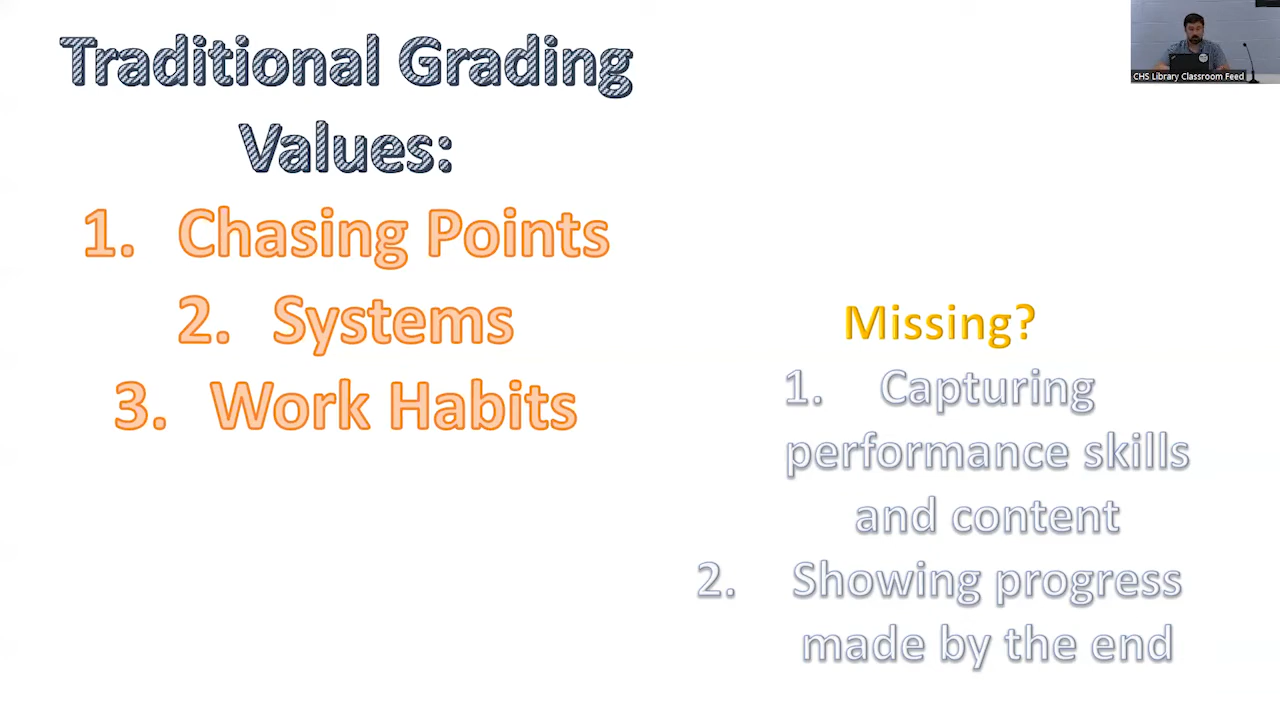 Traditional Grading
Values:
1. Chasing Points
2. Systems
3. Work Habits
Missing?
1. Capturing
performance skills
and content
2. Showing progress
made by the end
CHS Library Classroom Feed